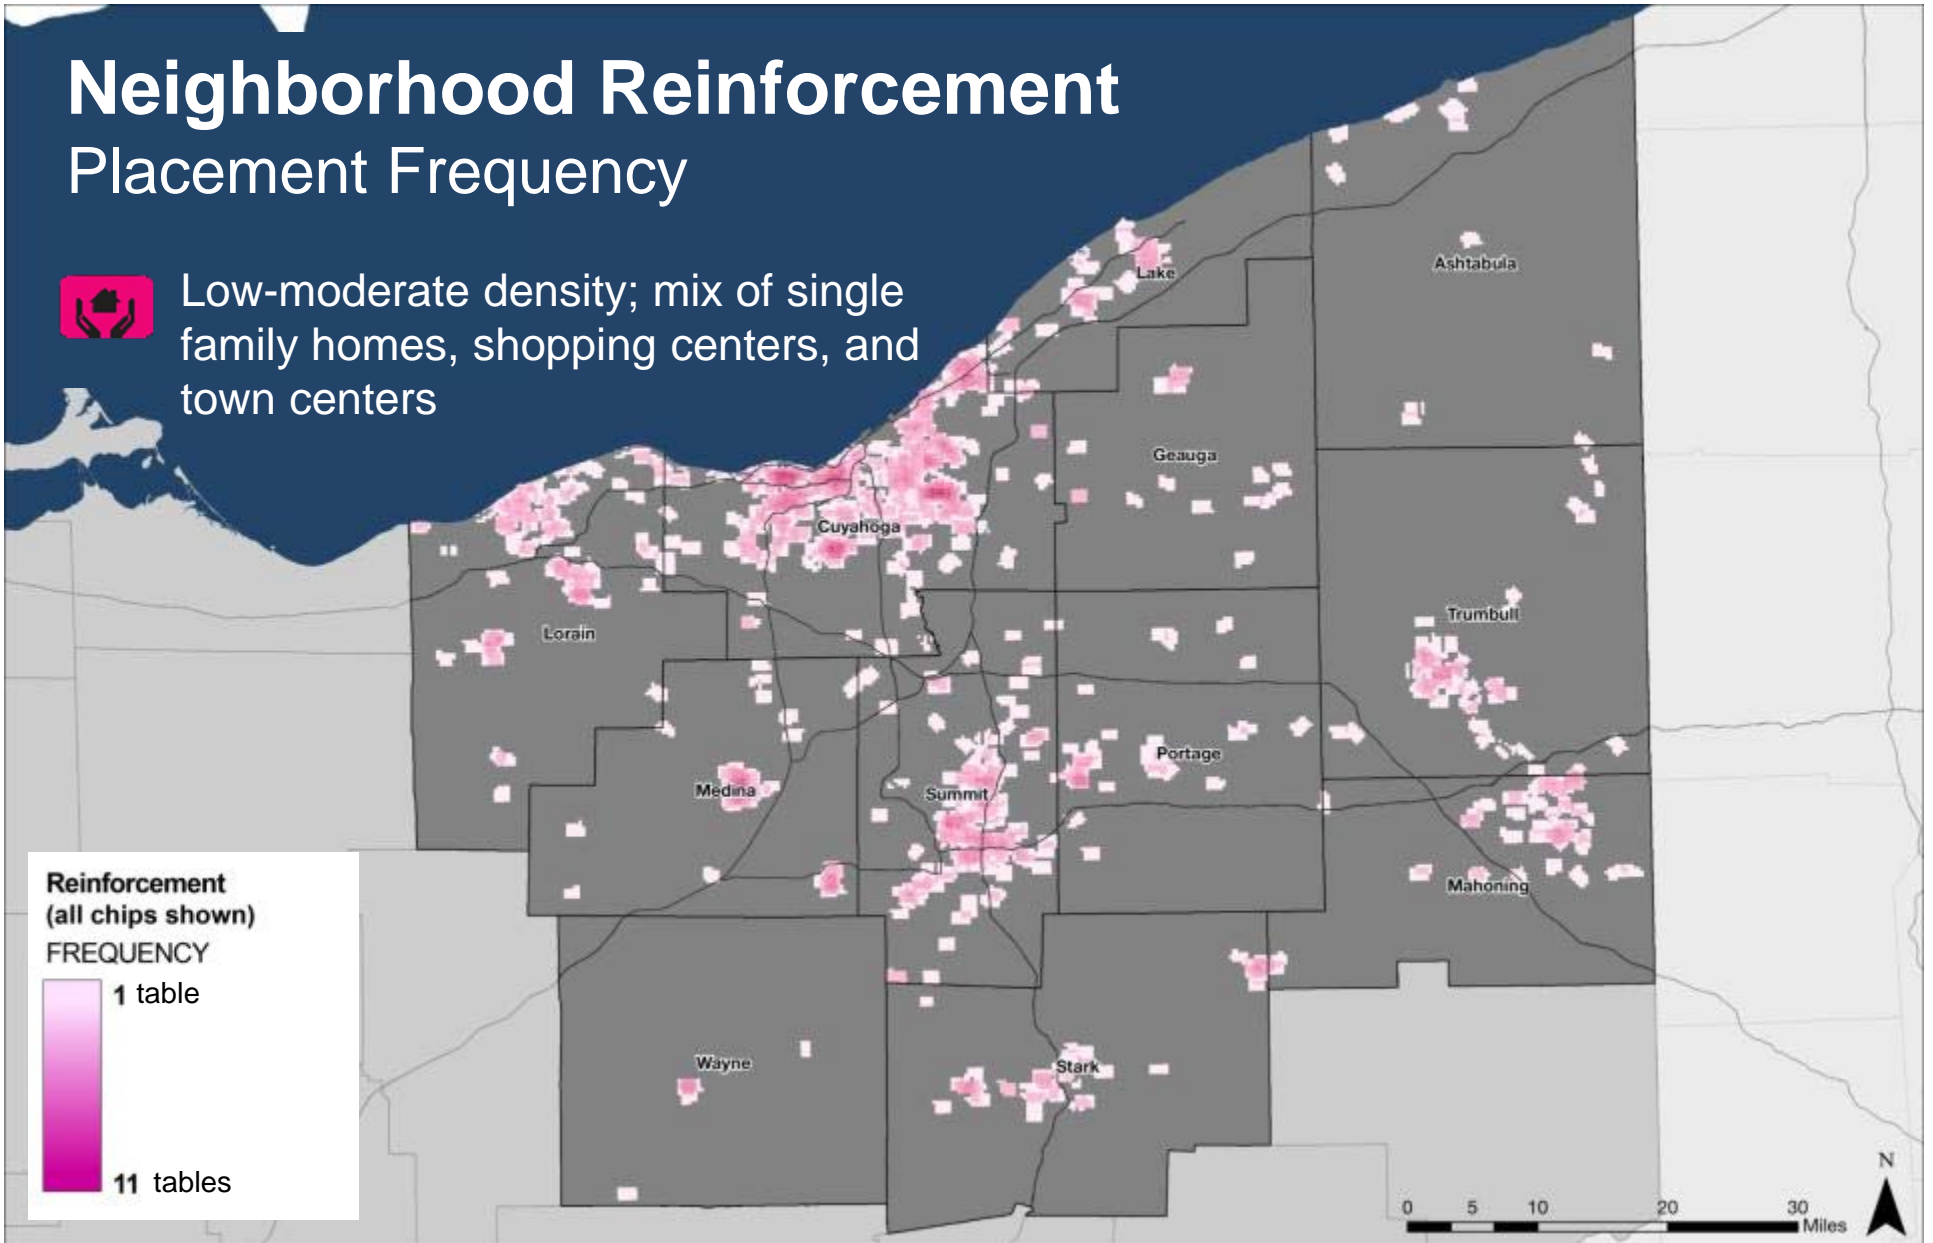 Neighborhood Reinforcement
Placement Frequency
Low-moderate density; mix of single
family homes, shopping centers, and
town centers
Lake
Ashtabula
Geauga
Cuyahoga
Trumbull
Lorain
Portage
Medina
Summit
Mahoning
Wayne
Stark
Reinforcement
(all chips shown)
FREQUENCY
1 table
11 tables
N
0 5 10 20 30
Miles